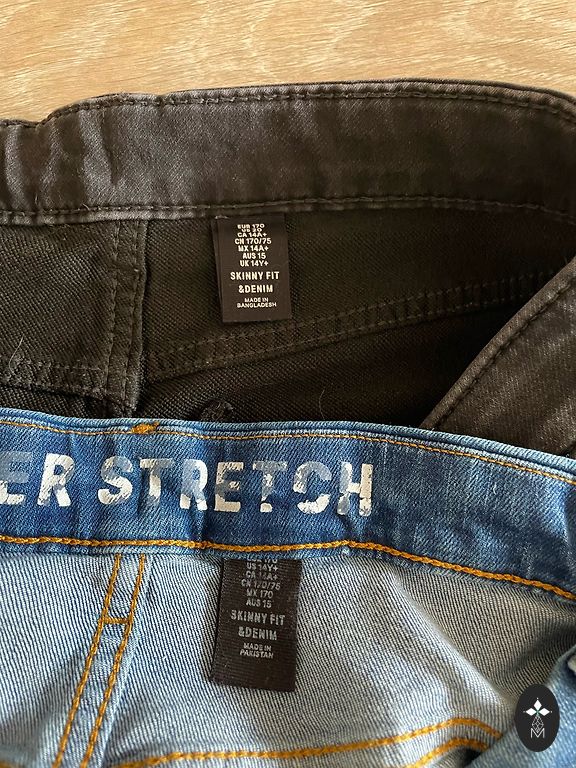 EUR 170
US 20
CA 14A+
CN 170/75
MX 14A+
AUS 15
UK 14Y+
SKINNY FIT
&DENIM
MADE IN
BANGLADESH
ER STRETCH
US 14Y+
CA 14A+
CN 170/75
MX 170
AUS 15
SKINNY FIT
&DENIM
MADE IN
PAKISTAN
M